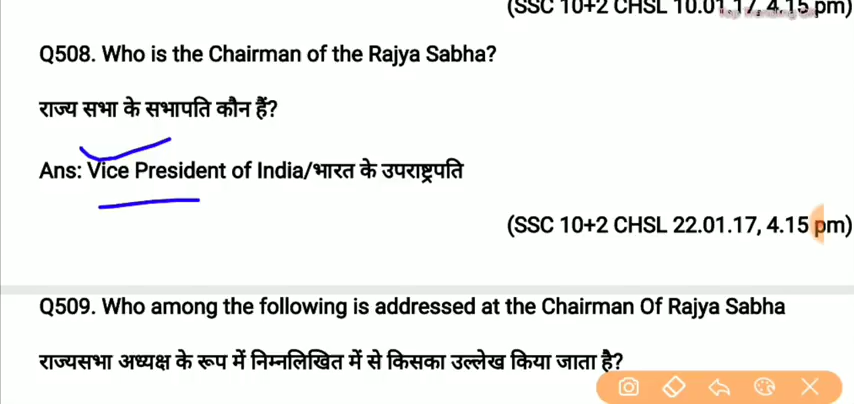 (SSC 10+2 CHSL 10.01.17, 4.15 pm)
Q508. Who is the Chairman of the Rajya Sabha?
राज्य सभा के सभापति कौन हैं?
Ans: Vice President of India/भारत के उपराष्ट्रपति
(SSC 10+2 CHSL 22.01.17, 4.15 pm)
Q509. Who among the following is addressed at the Chairman Of Rajya Sabha
राज्यसभा अध्यक्ष के रूप में निम्नलिखित में से किसका उल्लेख किया जाता है?